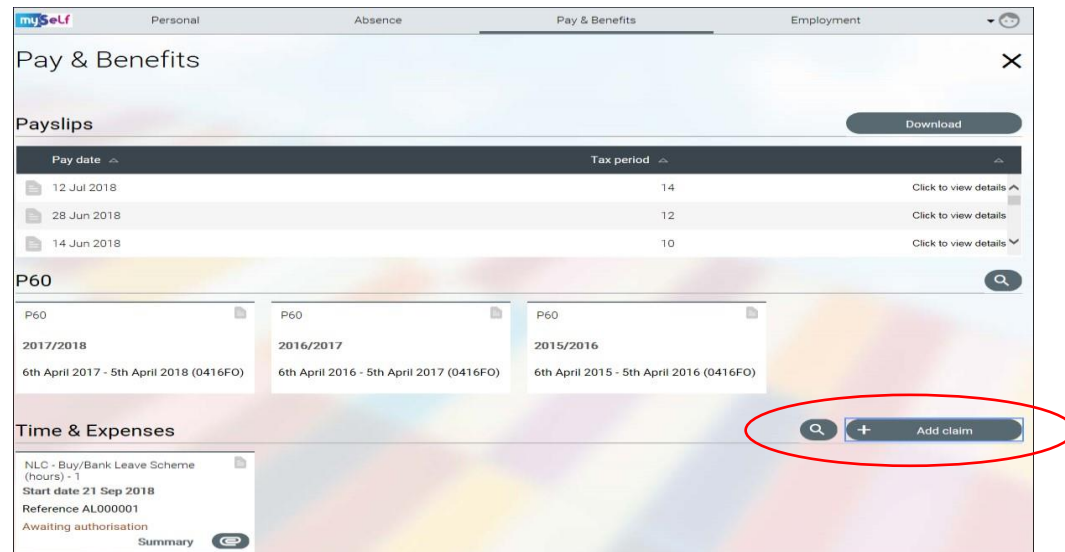 mySeLf Personal Absence Pay & Benefits Employment
Pay & Benefits
Payslips Download
Pay date Tax period
12 Jul 2018 14 Click to view details
28 Jun 2018 12 Click to view details
14 Jun 2018 10 Click to view details
P60
P60 P60 P60
2017/2018 2016/2017 2015/2016
6th April 2017 - 5th April 2018 (0416FO) 6th April 2016 - 5th April 2017 (0416FO) 6th April 2015 - 5th April 2016 (0416FO)
Time & Expenses + Add claim
NLC - Buy/Bank Leave Scheme
(hours) - 1
Start date 21 Sep 2018
Reference AL000001
Awaiting authorisation
Summary